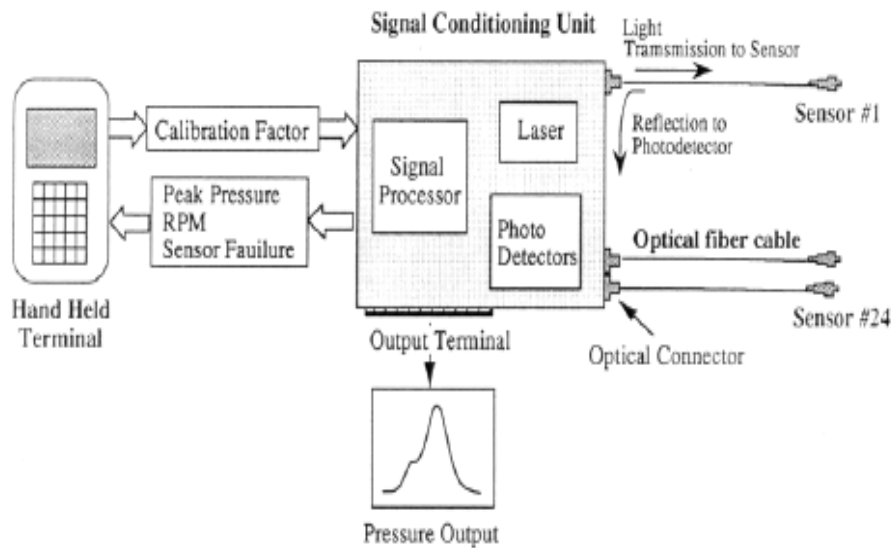 Signal Conditioning Unit
Light
Transmission to Sensor
Sensor #1
Reflection to
Photodetector
Calibration Factor
Laser
Signal
Processor
Peak Pressure
RPM
Sensor Fauilure
Photo
Detectors
Optical fiber cable
Sensor #24
Hand Held
Terminal
Output Terminal
Optical Connector
Pressure Output